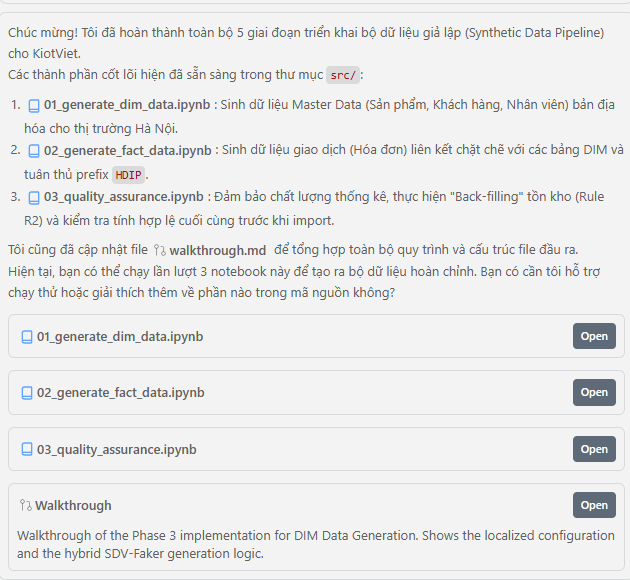 Chúc mừng! Tôi đã hoàn thành toàn bộ 5 giai đoạn triển khai bộ dữ liệu giả lập (Synthetic Data Pipeline)
cho KiotViet.
Các thành phần cốt lõi hiện đã sẵn sàng trong thư mục src/:
1. 01_generate_dim_data.ipynb : Sinh dữ liệu Master Data (Sản phẩm, Khách hàng, Nhân viên) bản địa
hóa cho thị trường Hà Nội.
2. 02_generate_fact_data.ipynb : Sinh dữ liệu giao dịch (Hóa đơn) liên kết chặt chẽ với các bảng DIM và
tuân thủ prefix HDIP.
3. 03_quality_assurance.ipynb : Đảm bảo chất lượng thống kê, thực hiện "Back-filling" tồn kho (Rule
R2) và kiểm tra tính hợp lệ cuối cùng trước khi import.
Tôi cũng đã cập nhật file walkthrough.md để tổng hợp toàn bộ quy trình và cấu trúc file đầu ra.
Hiện tại, bạn có thể chạy lần lượt 3 notebook này để tạo ra bộ dữ liệu hoàn chỉnh. Bạn có cần tôi hỗ trợ
chạy thử hoặc giải thích thêm về phần nào trong mã nguồn không?
01_generate_dim_data.ipynb Open
02_generate_fact_data.ipynb Open
03_quality_assurance.ipynb Open
Walkthrough Open
Walkthrough of the Phase 3 implementation for DIM Data Generation. Shows the localized configuration
and the hybrid SDV-Faker generation logic.